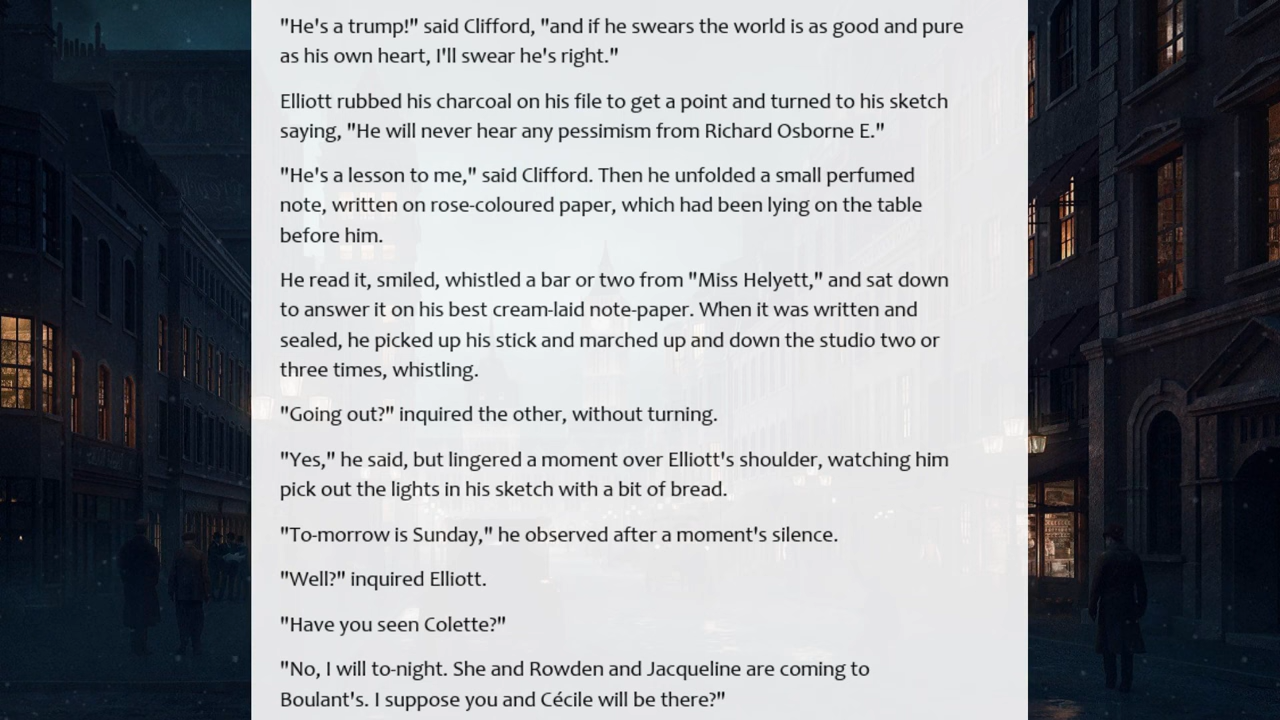 "He's a trump!" said Clifford, "and if he swears the world is as good and pure
as his own heart, I'll swear he's right."
Elliott rubbed his charcoal on his file to get a point and turned to his sketch
saying, "He will never hear any pessimism from Richard Osborne E."
"He's a lesson to me," said Clifford. Then he unfolded a small perfumed
note, written on rose-coloured paper, which had been lying on the table
before him.
He read it, smiled, whistled a bar or two from "Miss Helyett," and sat down
to answer it on his best cream-laid note-paper. When it was written and
sealed, he picked up his stick and marched up and down the studio two or
three times, whistling.
"Going out?" inquired the other, without turning.
"Yes," he said, but lingered a moment over Elliott's shoulder, watching him
pick out the lights in his sketch with a bit of bread.
"To-morrow is Sunday," he observed after a moment's silence.
"Well?" inquired Elliott.
"Have you seen Colette?"
"No, I will to-night. She and Rowden and Jacqueline are coming to
Boulant's. I suppose you and Cécile will be there?"